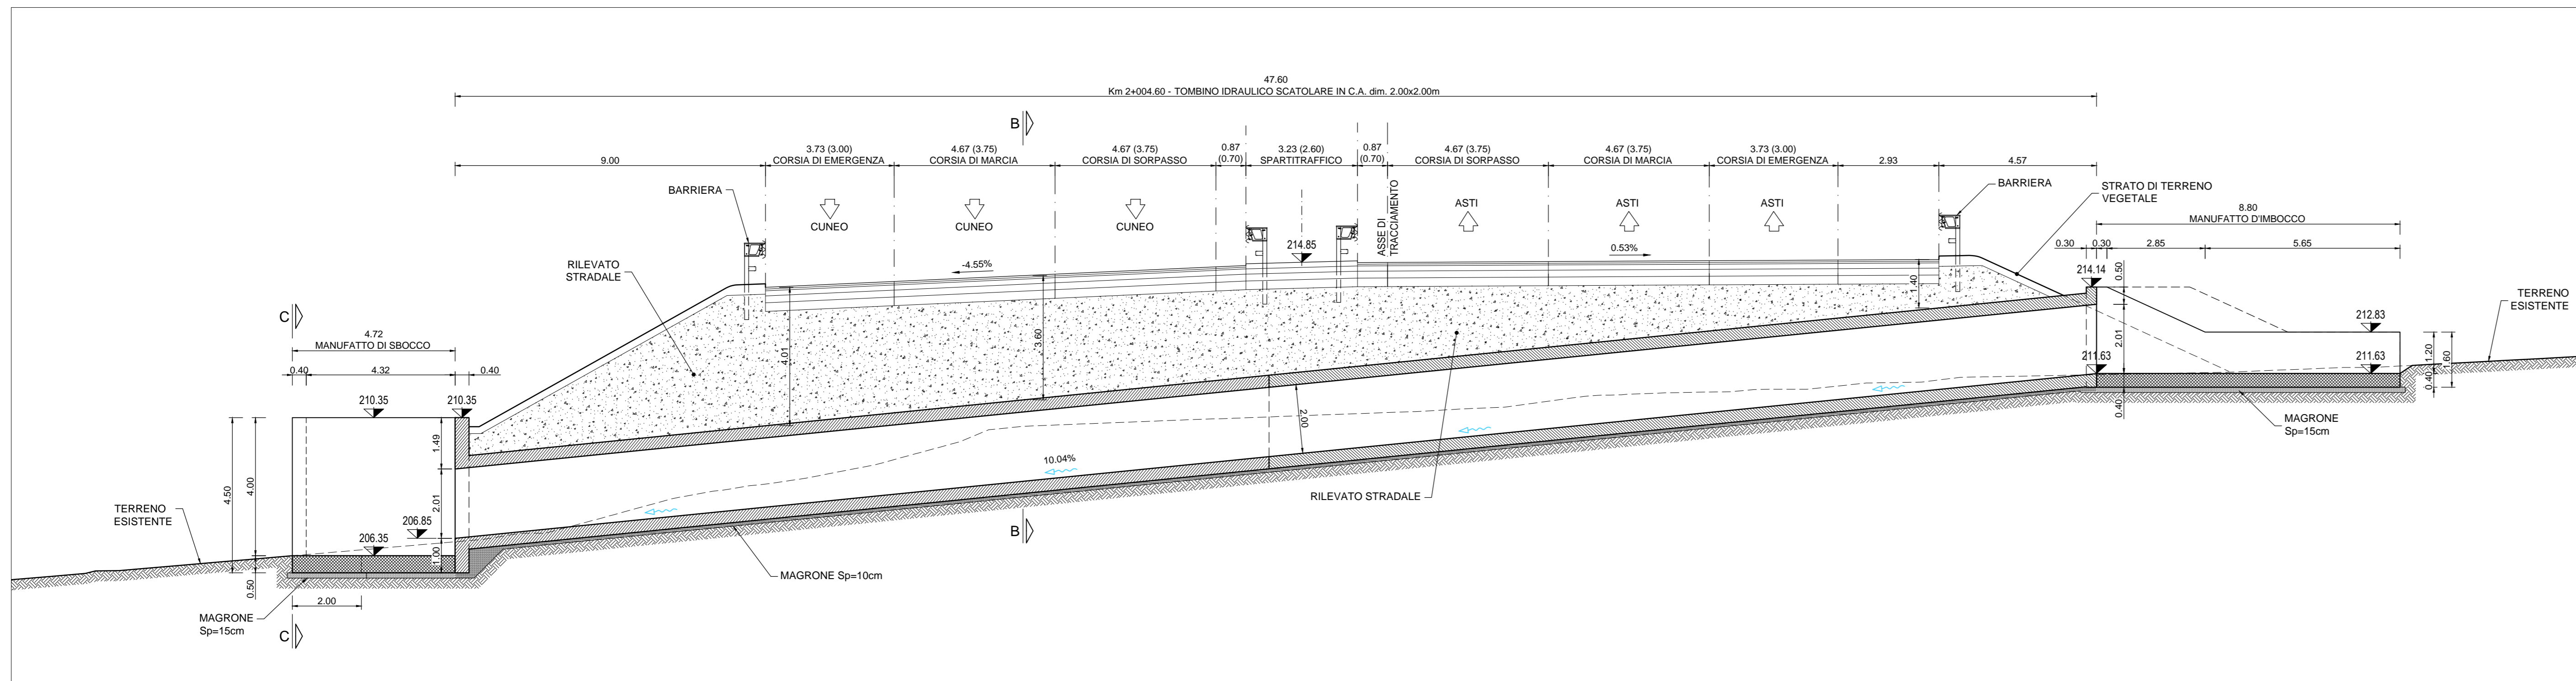 47.60
Km 2+004.60 - TOMBINO IDRAULICO SCATOLARE IN C.A. dim. 2.00x2.00m
B
9.00
3.73 (3.00)
CORSIA DI EMERGENZA
4.67 (3.75)
CORSIA DI MARCIA
4.67 (3.75)
CORSIA DI SORPASSO
0.87
(0.70)
3.23 (2.60)
SPARTITRAFFICO
0.87
(0.70)
4.67 (3.75)
CORSIA DI SORPASSO
4.67 (3.75)
CORSIA DI MARCIA
3.73 (3.00)
CORSIA DI EMERGENZA
2.93
4.57
BARRIERA
CUNEO
CUNEO
CUNEO
ASSE DI
TRACCIAMENTO
ASTI
ASTI
ASTI
BARRIERA
STRATO DI TERRENO
VEGETALE
8.80
MANUFATTO D'IMBOCCO
0.30
0.30
2.85
5.65
RILEVATO
STRADALE
-4.55%
214.85
0.53%
214.14
0.50
1.40
TERRENO
ESISTENTE
212.83
C
4.72
MANUFATTO DI SBOCCO
0.40
4.32
0.40
4.01
3.60
2.01
211.63
211.63
1.20
1.60
0.40
0.40
210.35
210.35
1.49
2.00
MAGRONE
Sp=15cm
4.50
4.00
10.04%
2.01
206.85
206.35
1.00
0.50
TERRENO
ESISTENTE
RILEVATO STRADALE
B
MAGRONE Sp=10cm
2.00
MAGRONE
Sp=15cm
C